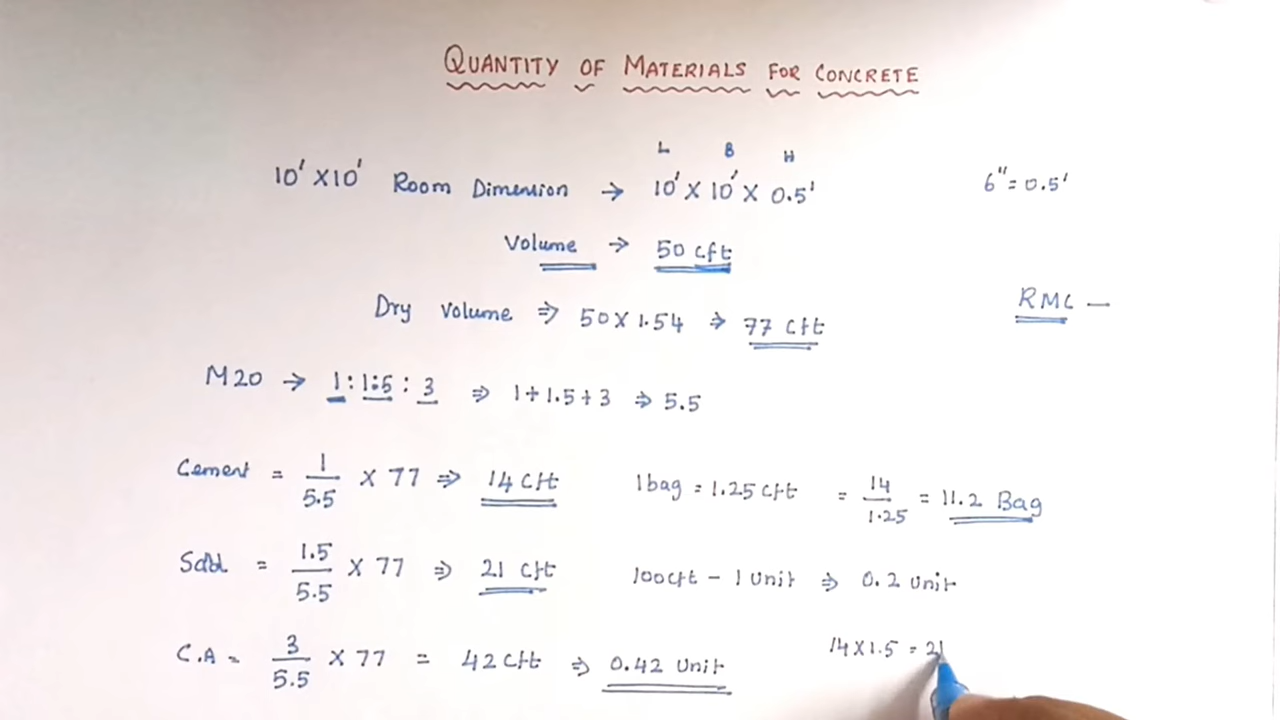 QUANTITY OF MATERIALS FOR CONCRETE
L B H
10' X 10' Room Dimension → 10' X 10' X 0.5' 6" = 0.5'
Volume → 50 cft
RMC —
Dry Volume ⇒ 50 X 1.54 ⇒ 77 cft
M20 → 1 : 1.5 : 3 ⇒ 1+1.5+3 ⇒ 5.5
Cement = 1/5.5 X 77 ⇒ 14 cft 1 bag = 1.25 cft = 14/1.25 = 11.2 Bag
= 1.5/5.5 X 77 ⇒ 21 cft 100 cft - 1 Unit ⇒ 0.2 Unit
C.A = 3/5.5 X 77 = 42 cft ⇒ 0.42 Unit 14 X 1.5 = 21